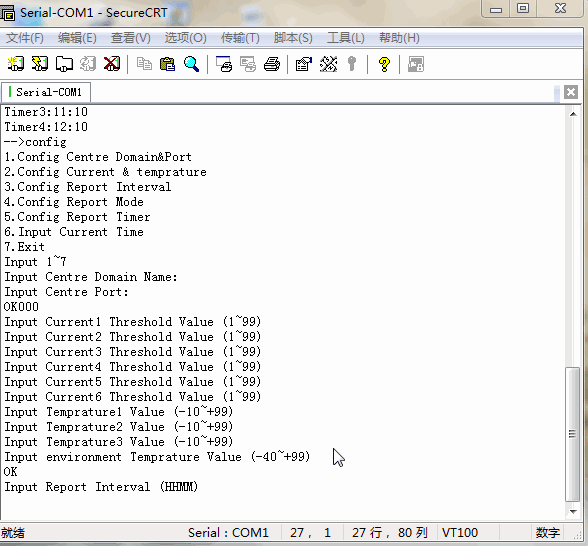 Serial-COM1 - SecureCRT
文件(F) 编辑(E) 查看(V) 选项(O) 传输(T) 脚本(S) 工具(L) 帮助(H)
Serial-COM1
Timer3:11:10
Timer4:12:10
-->config
1.Config Centre Domain&Port
2.Config Current & temprature
3.Config Report Interval
4.Config Report Mode
5.Config Report Timer
6.Input Current Time
7.Exit
Input 1~7
Input Centre Domain Name:
Input Centre Port:
OK000
Input Current1 Threshold Value (1~99)
Input Current2 Threshold Value (1~99)
Input Current3 Threshold Value (1~99)
Input Current4 Threshold Value (1~99)
Input Current5 Threshold Value (1~99)
Input Current6 Threshold Value (1~99)
Input Temprature1 Value (-10~+99)
Input Temprature2 Value (-10~+99)
Input Temprature3 Value (-10~+99)
Input environment Temprature Value (-40~+99)
OK
Input Report Interval (HHMM)
就绪 Serial : COM1 27, 1 27 行, 80 列 VT100 数字